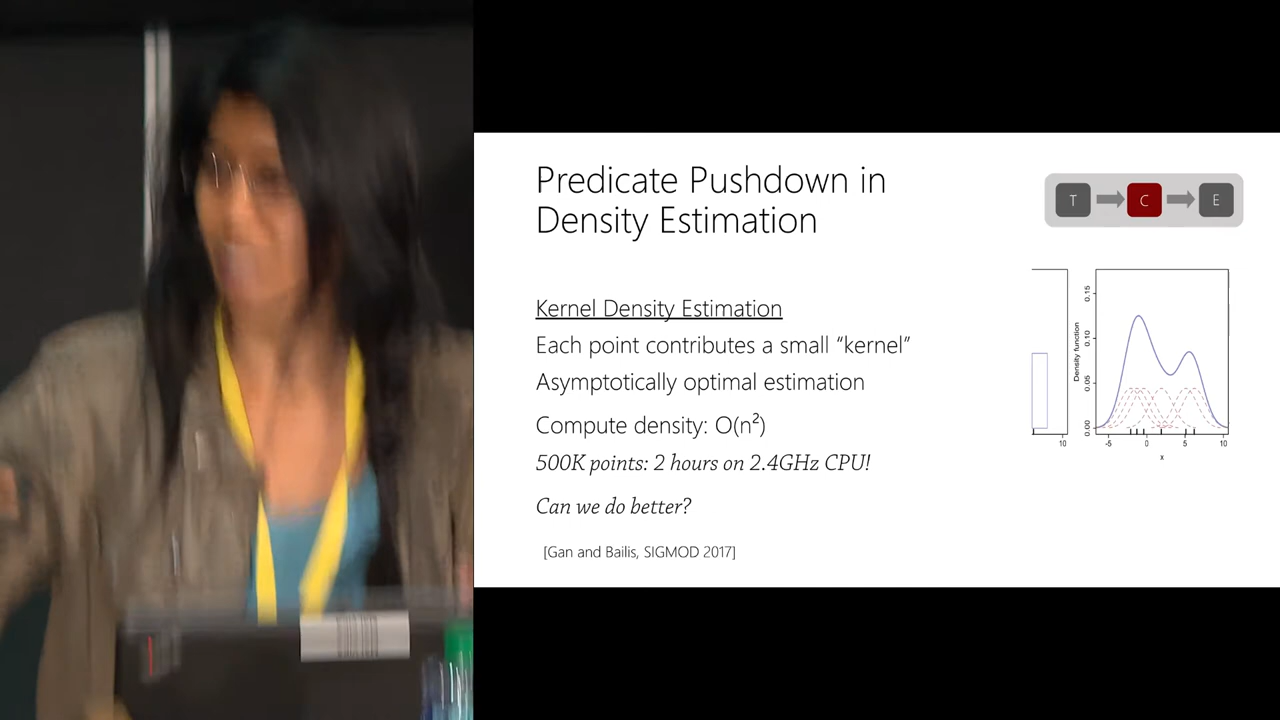 Predicate Pushdown in
Density Estimation
T C E
Kernel Density Estimation
Each point contributes a small “kernel”
Asymptotically optimal estimation
Compute density: O(n²)
500K points: 2 hours on 2.4GHz CPU!
Can we do better?
[Gan and Bailis, SIGMOD 2017]
10
Density function
0.15
0.10
0.05
0.00
-5 0 5 10
x